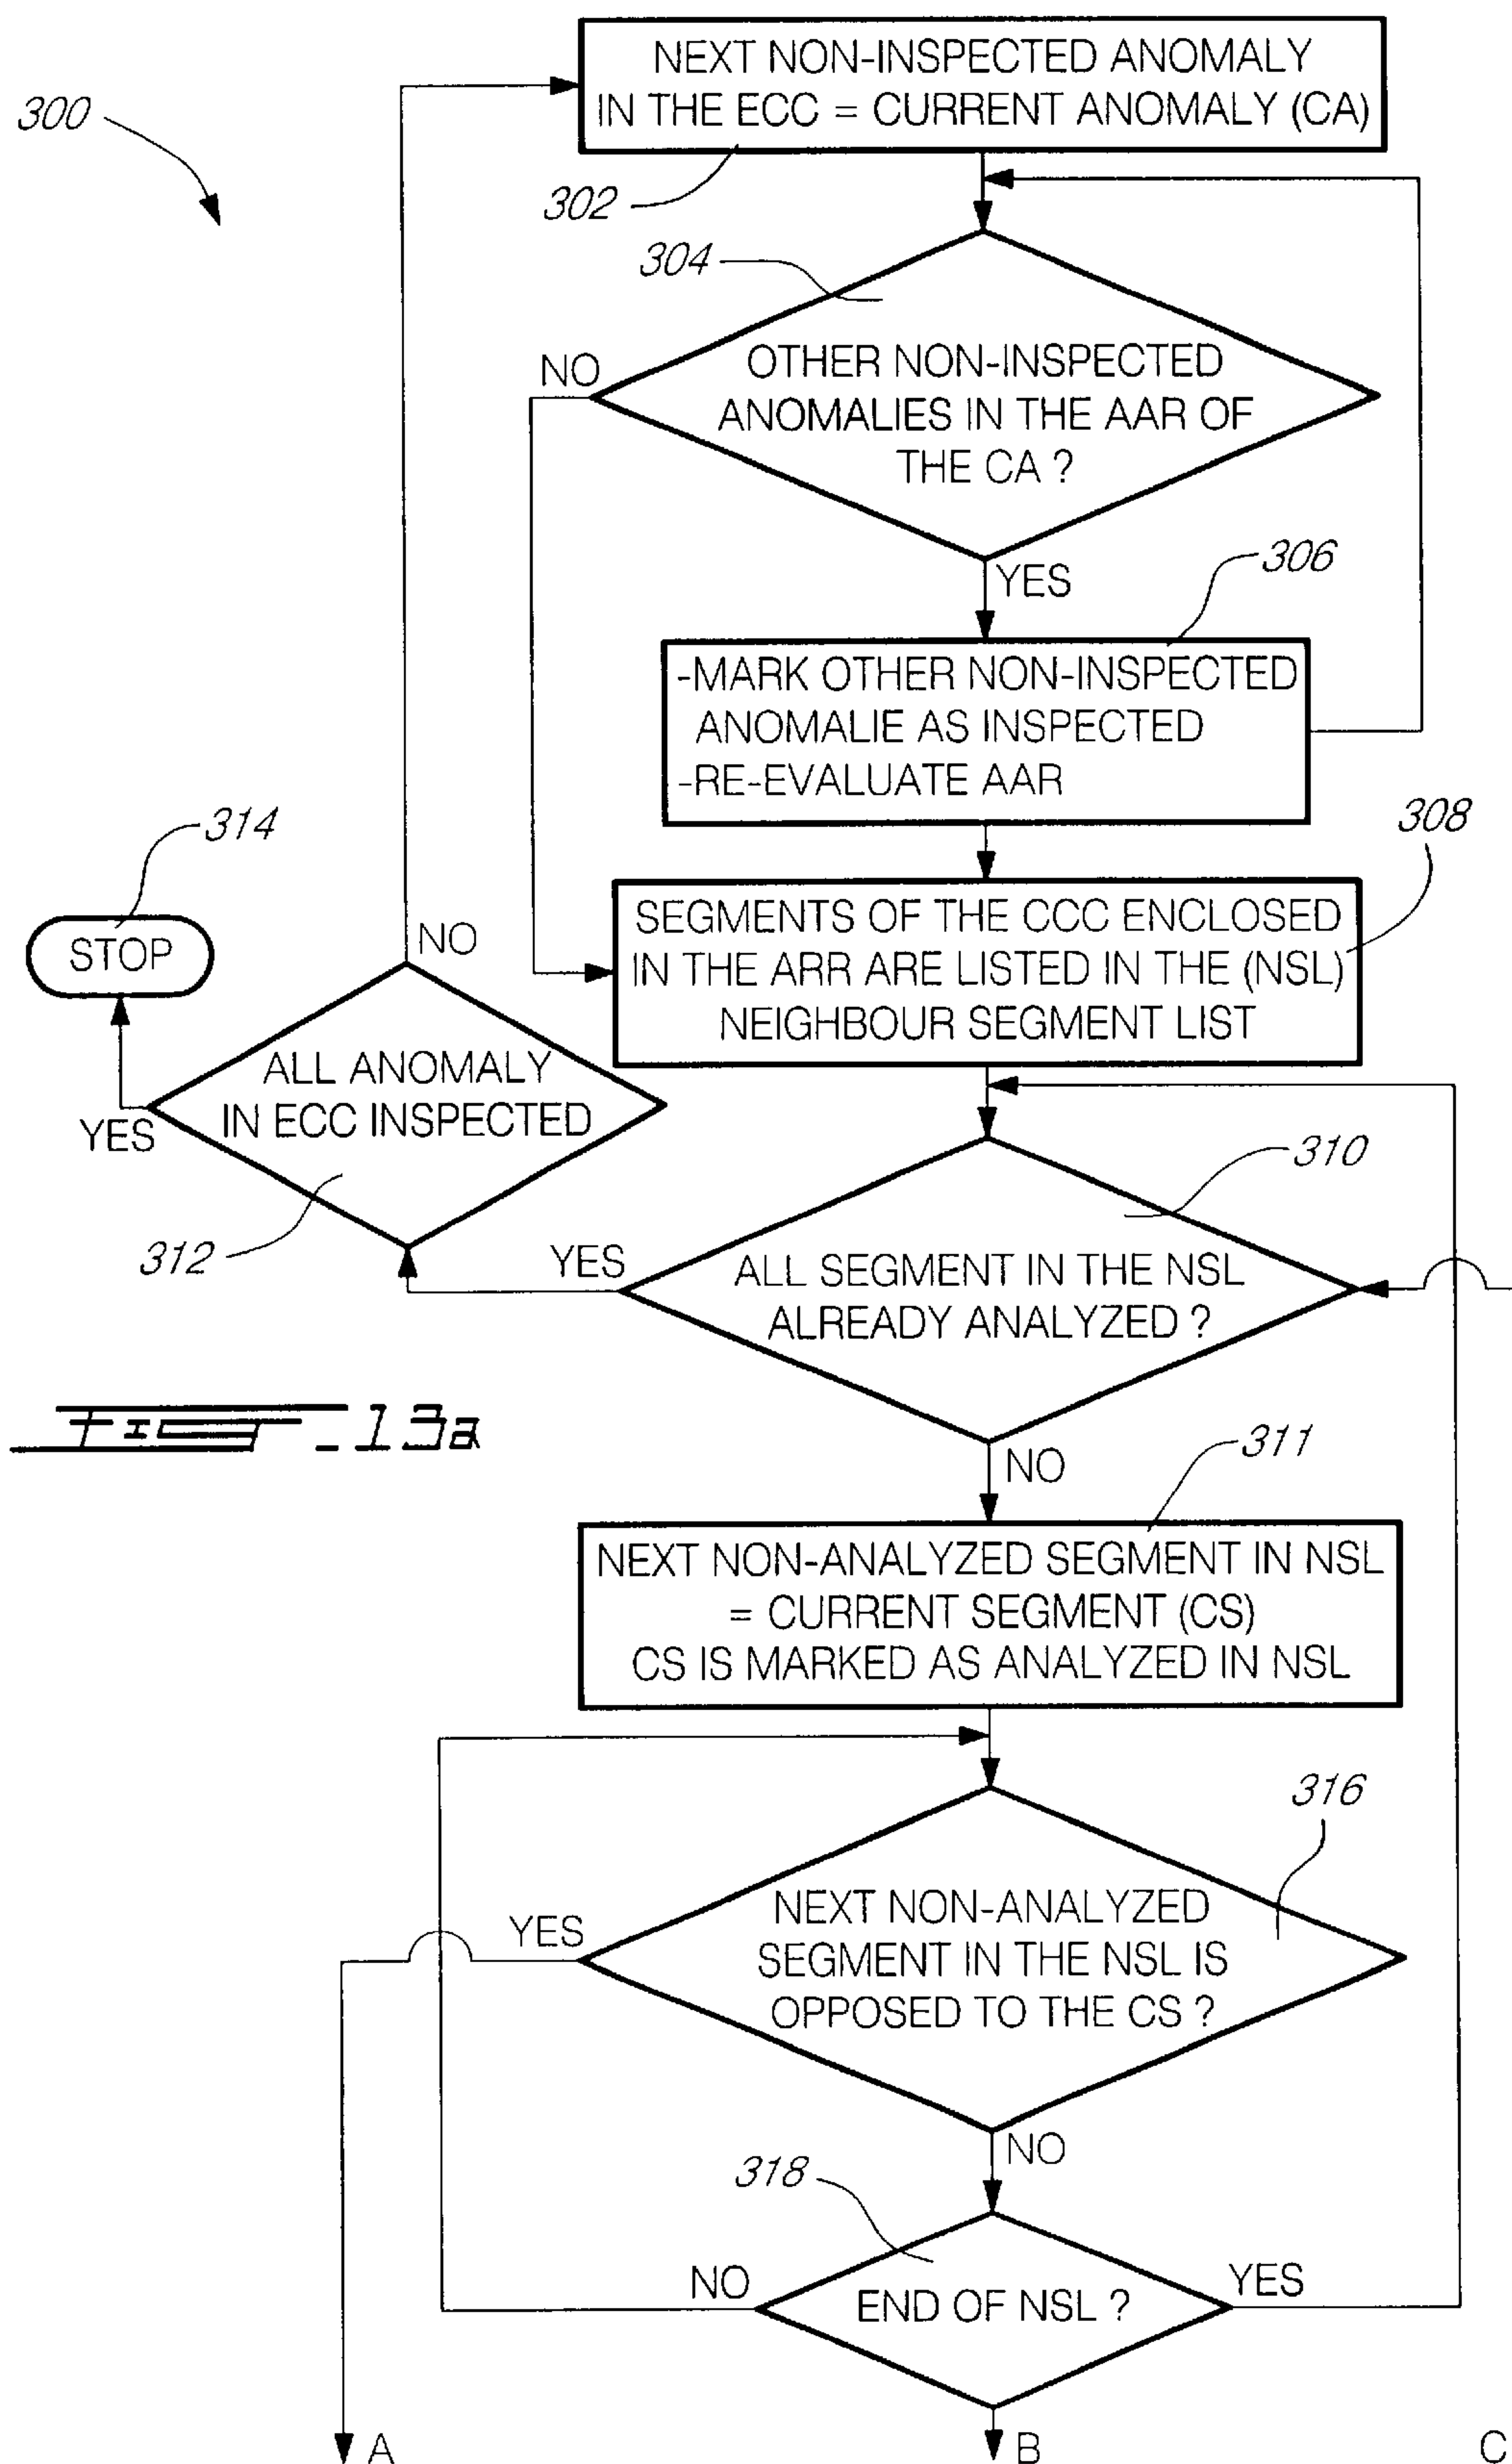 300
NEXT NON-INSPECTED ANOMALY
IN THE ECC = CURRENT ANOMALY (CA)
302
304
OTHER NON-INSPECTED
ANOMALIES IN THE AAR OF
THE CA ?
NO
YES
306
-MARK OTHER NON-INSPECTED
ANOMALIE AS INSPECTED
-RE-EVALUATE AAR
308
SEGMENTS OF THE CCC ENCLOSED
IN THE ARR ARE LISTED IN THE (NSL)
NEIGHBOUR SEGMENT LIST
314
STOP
NO
ALL ANOMALY
IN ECC INSPECTED
YES
312
310
YES
ALL SEGMENT IN THE NSL
ALREADY ANALYZED ?
FIG_13a
NO
311
NEXT NON-ANALYZED SEGMENT IN NSL
= CURRENT SEGMENT (CS)
CS IS MARKED AS ANALYZED IN NSL
316
YES
NEXT NON-ANALYZED
SEGMENT IN THE NSL IS
OPPOSED TO THE CS ?
NO
318
NO
END OF NSL ?
YES
A
B
C